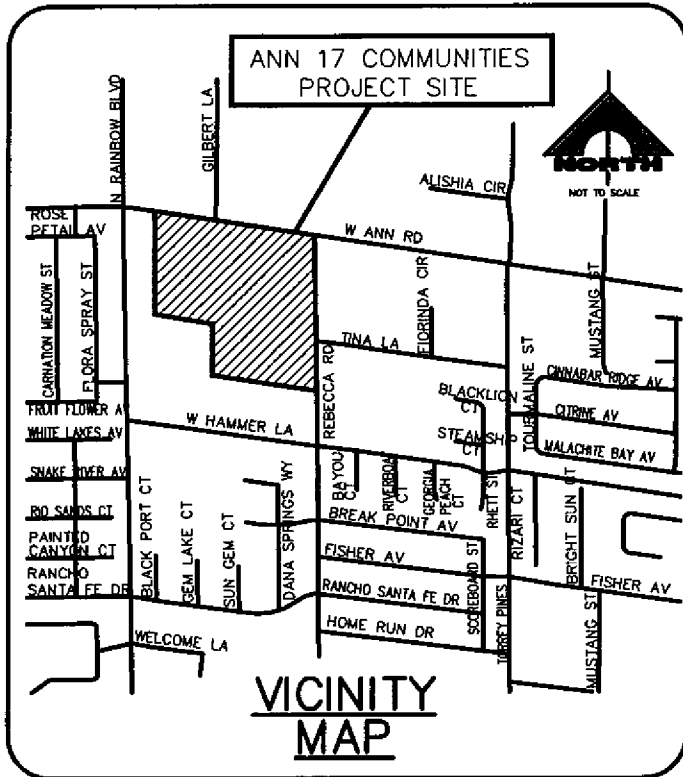 ANN 17 COMMUNITIES
PROJECT SITE
N RAINBOW BLVD
GILBERT LA
ALISHIA CIR
NORTH
NOT TO SCALE
ROSE
PETAL AV
W ANN RD
CARNATION MEADOW ST
FLORA SPRAY ST
FIORINDA CIR
MUSTANG ST
TINA LA
REBECCA RD
TOURMALINE ST
CINNABAR RIDGE AV
BLACKLION
CT
CITRINE AV
FRUIT FLOWER AV
W HAMMER LA
STEAMSHIP
CT
MALACHITE BAY AV
WHITE LAKES AV
SNAKE RIVER AV
BLACK PORT CT
GEM LAKE CT
SUN GEM CT
DANA SPRINGS WY
BAYOU
CT
RIVERBOA
CT
GEORGIA
PEACH
CT
RHETT ST
RIZARI CT
BRIGHT SUN CT
RIO SANDS CT
BREAK POINT AV
PAINTED
CANYON CT
FISHER AV
FISHER AV
RANCHO
SANTA FE DR
RANCHO SANTA FE DR
SCOREBOARD ST
TORREY PINES
MUSTANG ST
HOME RUN DR
WELCOME LA
VICINITY
MAP